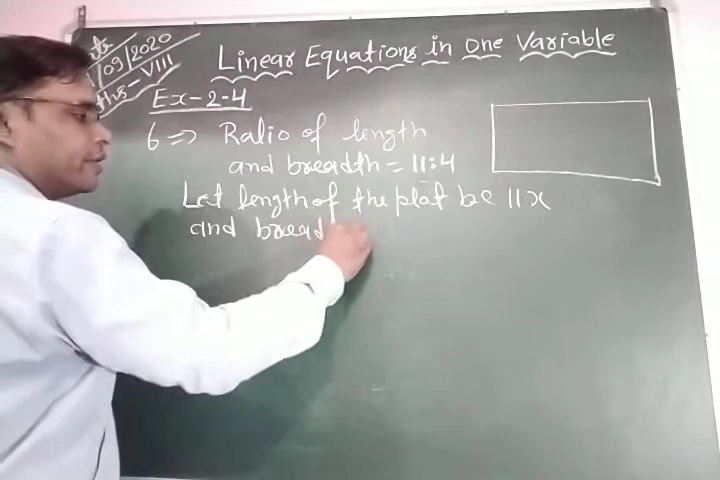 Linear Equations in One Variable
/09/2020
VIII
Ex-2.4
6 ⇒ Ratio of length
and breadth = 11:4
Let length of the plot be 11x
and bread